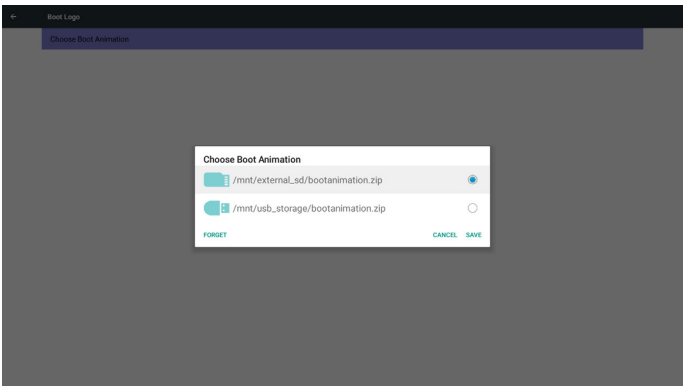 Boot Logo
Choose Boot Animation
Choose Boot Animation
/mnt/external_sd/bootanimation.zip
/mnt/usb_storage/bootanimation.zip
FORGET CANCEL SAVE